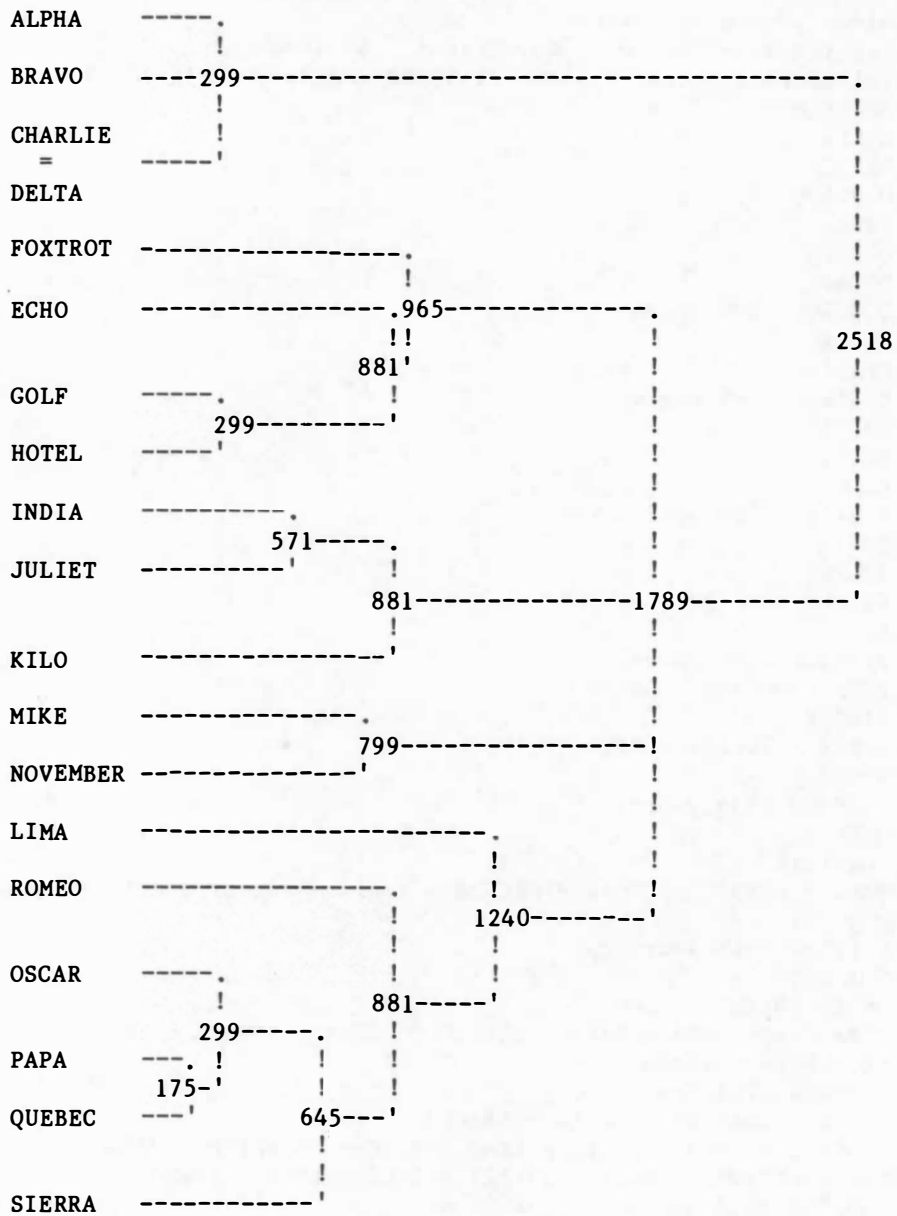 ALPHA
BRAVO 299
CHARLIE
=
DELTA
FOXTROT
ECHO 965
2518
881
GOLF
299
HOTEL
INDIA
571
JULIET
881 1789
KILO
MIKE
799
NOVEMBER
LIMA
ROMEO
1240
OSCAR
881
299
PAPA
175
QUEBEC 645
SIERRA